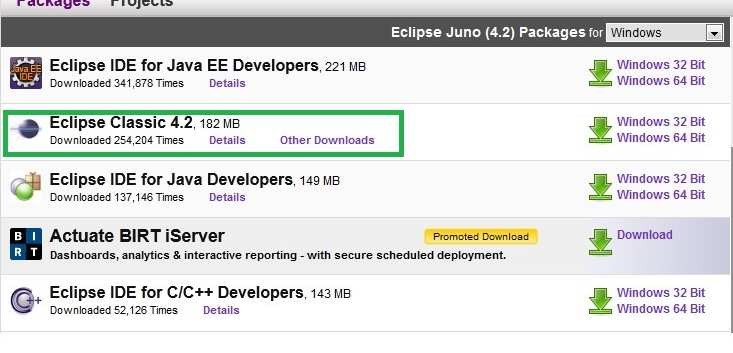 Packages Projects
Eclipse Juno (4.2) Packages for Windows
JavaEE
IDE
Eclipse IDE for Java EE Developers, 221 MB
Downloaded 341,878 Times Details
Windows 32 Bit
Windows 64 Bit
Eclipse Classic 4.2, 182 MB
Downloaded 254,204 Times Details Other Downloads
Windows 32 Bit
Windows 64 Bit
Eclipse IDE for Java Developers, 149 MB
Downloaded 137,146 Times Details
Windows 32 Bit
Windows 64 Bit
B I
R T
Actuate BIRT iServer
Promoted Download
Download
Dashboards, analytics & interactive reporting - with secure scheduled deployment.
C++
Eclipse IDE for C/C++ Developers, 143 MB
Downloaded 52,126 Times Details
Windows 32 Bit
Windows 64 Bit